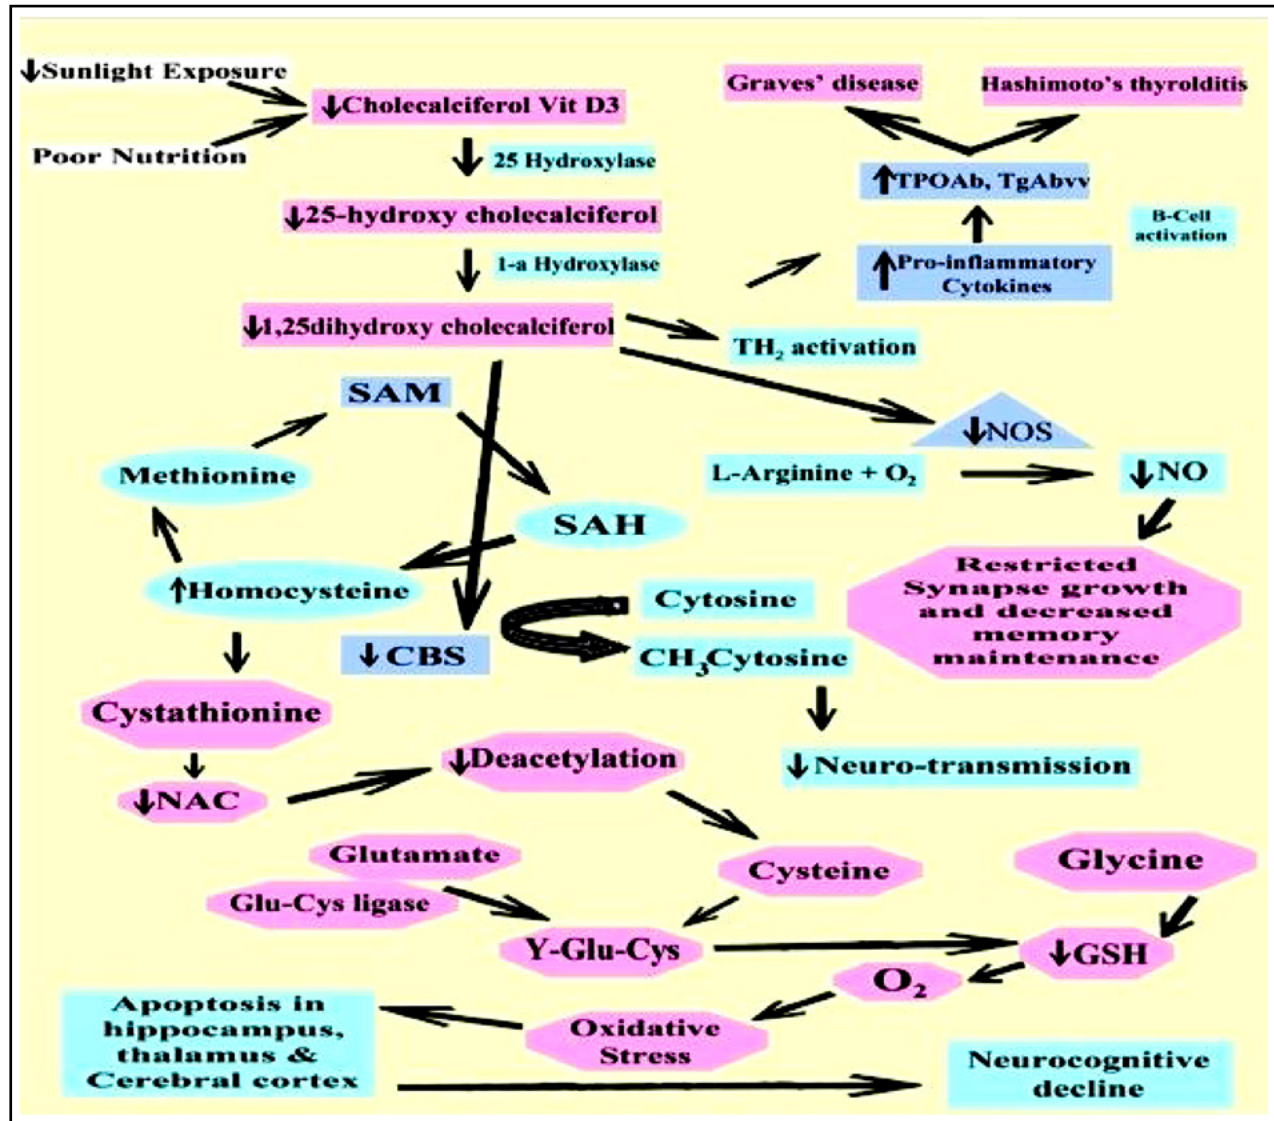 ↓Sunlight Exposure
Poor Nutrition
↓Cholecalciferol Vit D3
25 Hydroxylase
↓25-hydroxy cholecalciferol
1-a Hydroxylase
↓1,25dihydroxy cholecalciferol
Graves' disease
Hashimoto's thyrolditis
↑TPOAb, TgAbvv
B-Cell
activation
↑Pro-inflammatory
Cytokines
TH₂ activation
SAM
Methionine
SAH
↑Homocysteine
↓NOS
L-Arginine + O₂
↓NO
Restricted
Synapse growth
and decreased
memory
maintenance
Cytosine
CH₃Cytosine
↓CBS
Cystathionine
↓Deacetylation
↓Neuro-transmission
↓NAC
Glutamate
Glu-Cys ligase
Cysteine
Glycine
Y-Glu-Cys
↓GSH
O₂
Oxidative
Stress
Apoptosis in
hippocampus,
thalamus &
Cerebral cortex
Neurocognitive
decline